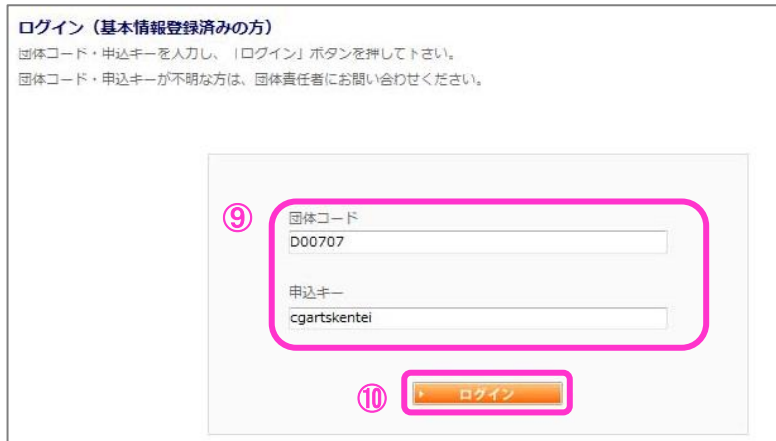 ログイン（基本情報登録済みの方）
団体コード・申込キーを入力し、「ログイン」ボタンを押して下さい。
団体コード・申込キーが不明な方は、団体責任者にお問い合わせください。
⑨
団体コード
D00707
申込キー
cgartskentei
⑩
ログイン